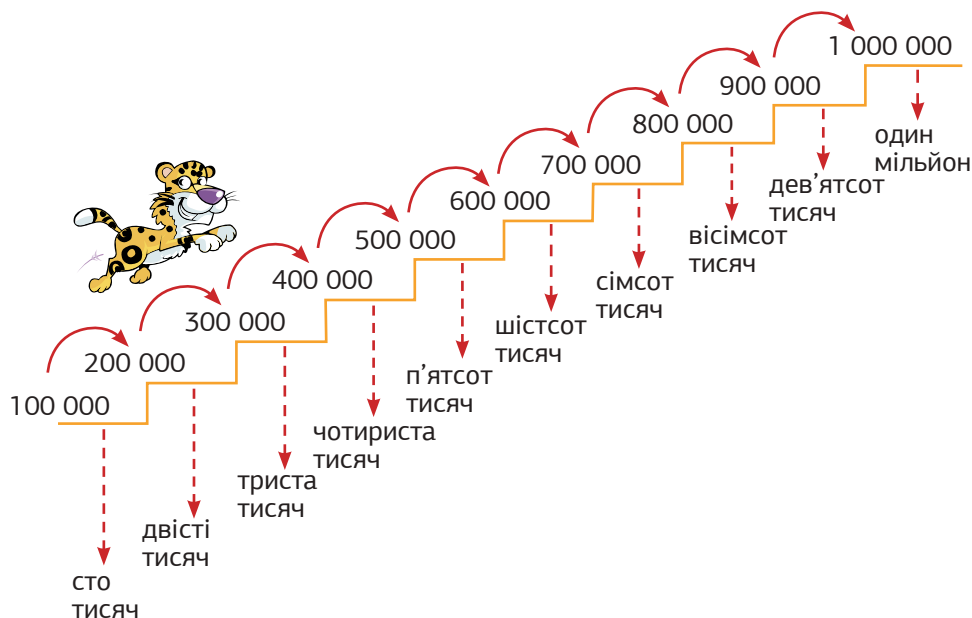 100 000
200 000
300 000
400 000
500 000
600 000
700 000
800 000
900 000
1 000 000
сто
тисяч
двісті
тисяч
триста
тисяч
чотириста
тисяч
п’ятсот
тисяч
шістсот
тисяч
сімсот
тисяч
вісімсот
тисяч
дев’ятсот
тисяч
один
мільйон